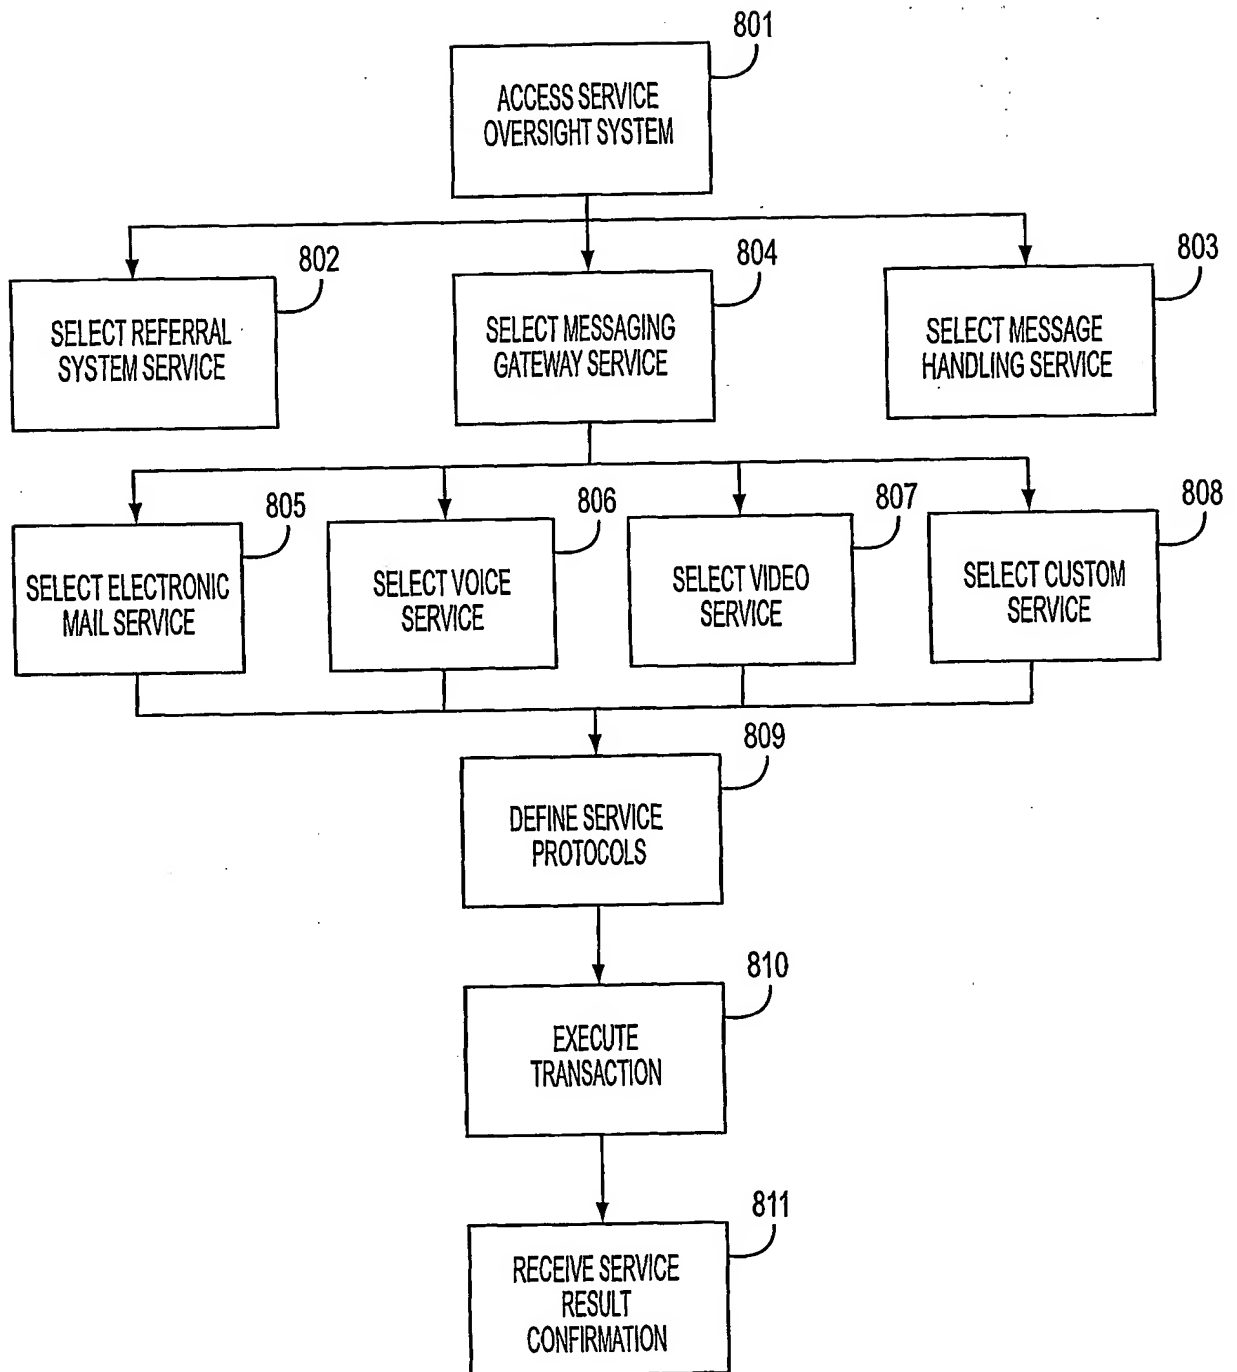 801
ACCESS SERVICE
OVERSIGHT SYSTEM
802
804
803
SELECT REFERRAL
SYSTEM SERVICE
SELECT MESSAGING
GATEWAY SERVICE
SELECT MESSAGE
HANDLING SERVICE
805
806
807
808
SELECT ELECTRONIC
MAIL SERVICE
SELECT VOICE
SERVICE
SELECT VIDEO
SERVICE
SELECT CUSTOM
SERVICE
809
DEFINE SERVICE
PROTOCOLS
810
EXECUTE
TRANSACTION
811
RECEIVE SERVICE
RESULT
CONFIRMATION